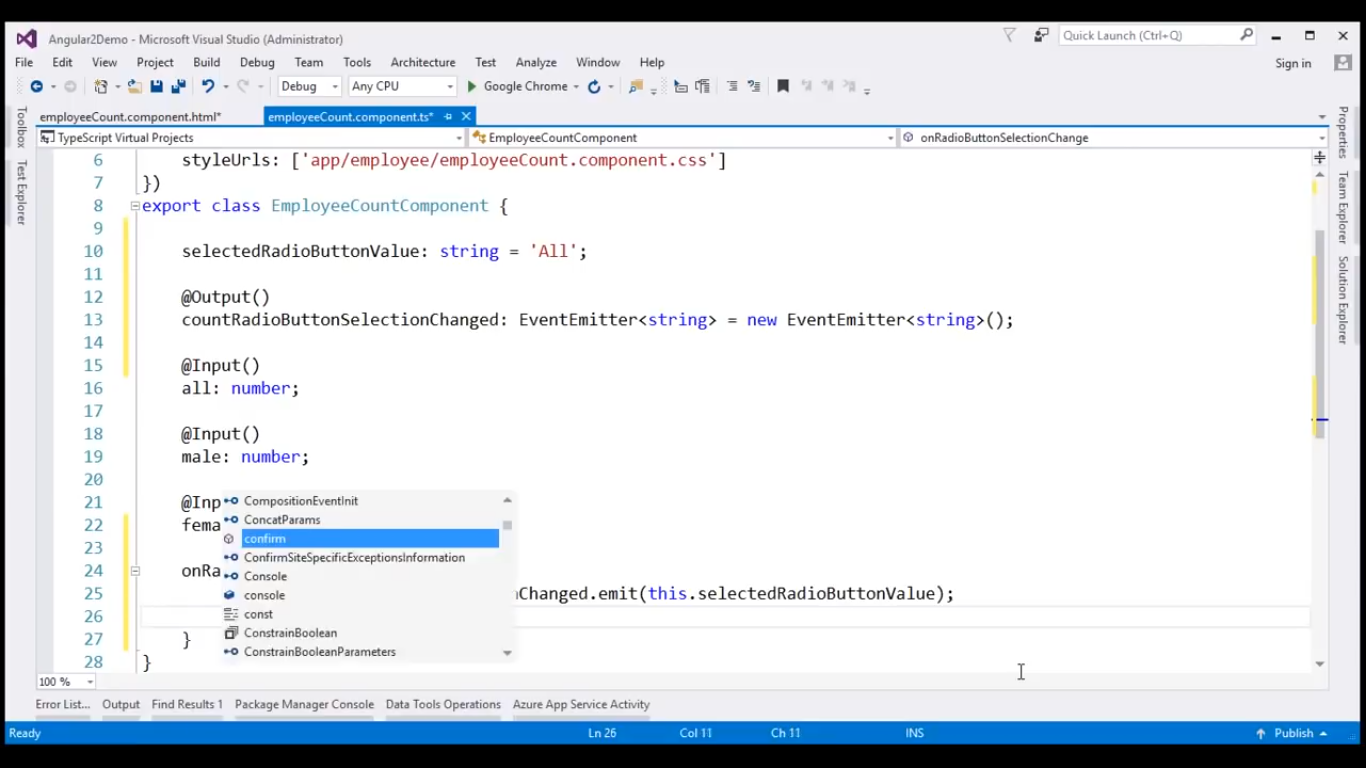 Angular2Demo - Microsoft Visual Studio (Administrator)
Quick Launch (Ctrl+Q)
File Edit View Project Build Debug Team Tools Architecture Test Analyze Window Help
Sign in
Debug Any CPU Google Chrome
employeeCount.component.html* employeeCount.component.ts*
TypeScript Virtual Projects EmployeeCountComponent onRadioButtonSelectionChange
Toolbox
Test Explorer
Properties
Team Explorer
Solution Explorer
6 styleUrls: ['app/employee/employeeCount.component.css']
7 })
8 export class EmployeeCountComponent {
9
10 selectedRadioButtonValue: string = 'All';
11
12 @Output()
13 countRadioButtonSelectionChanged: EventEmitter<string> = new EventEmitter<string>();
14
15 @Input()
16 all: number;
17
18 @Input()
19 male: number;
20
21 @Inp
22 fema
23
24 onRa
25 nChanged.emit(this.selectedRadioButtonValue);
26
27 }
28 }
CompositionEventInit
ConcatParams
confirm
ConfirmSiteSpecificExceptionsInformation
Console
console
const
ConstrainBoolean
ConstrainBooleanParameters
100 %
Error List... Output Find Results 1 Package Manager Console Data Tools Operations Azure App Service Activity
Ready Ln 26 Col 11 Ch 11 INS Publish